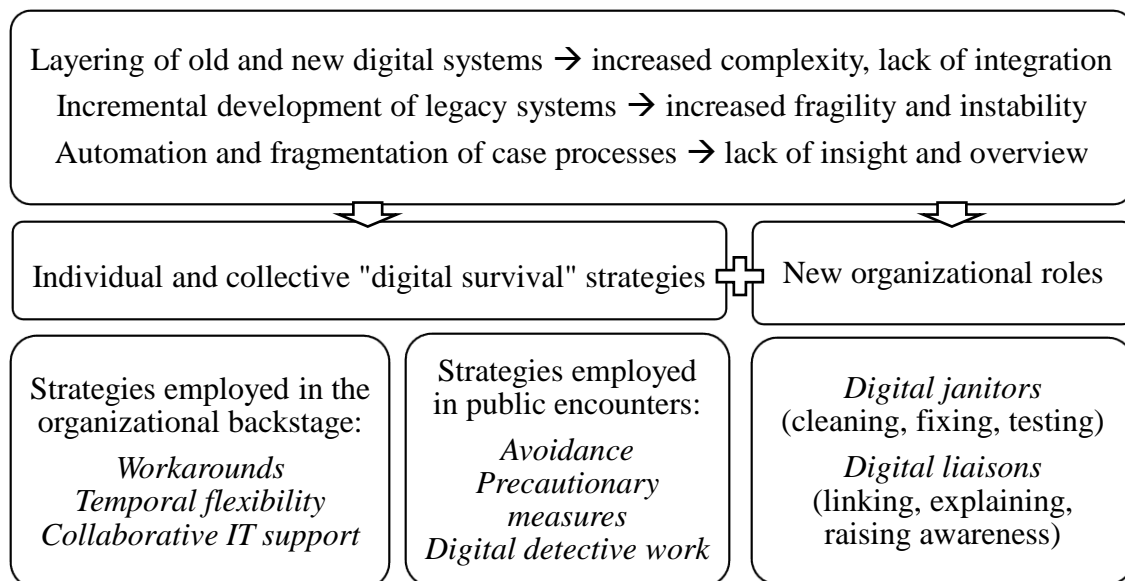 Layering of old and new digital systems → increased complexity, lack of integration
Incremental development of legacy systems → increased fragility and instability
Automation and fragmentation of case processes → lack of insight and overview
Individual and collective "digital survival" strategies
New organizational roles
Strategies employed in the
organizational backstage:
Workarounds
Temporal flexibility
Collaborative IT support
Strategies employed
in public encounters:
Avoidance
Precautionary
measures
Digital detective work
Digital janitors
(cleaning, fixing, testing)
Digital liaisons
(linking, explaining,
raising awareness)